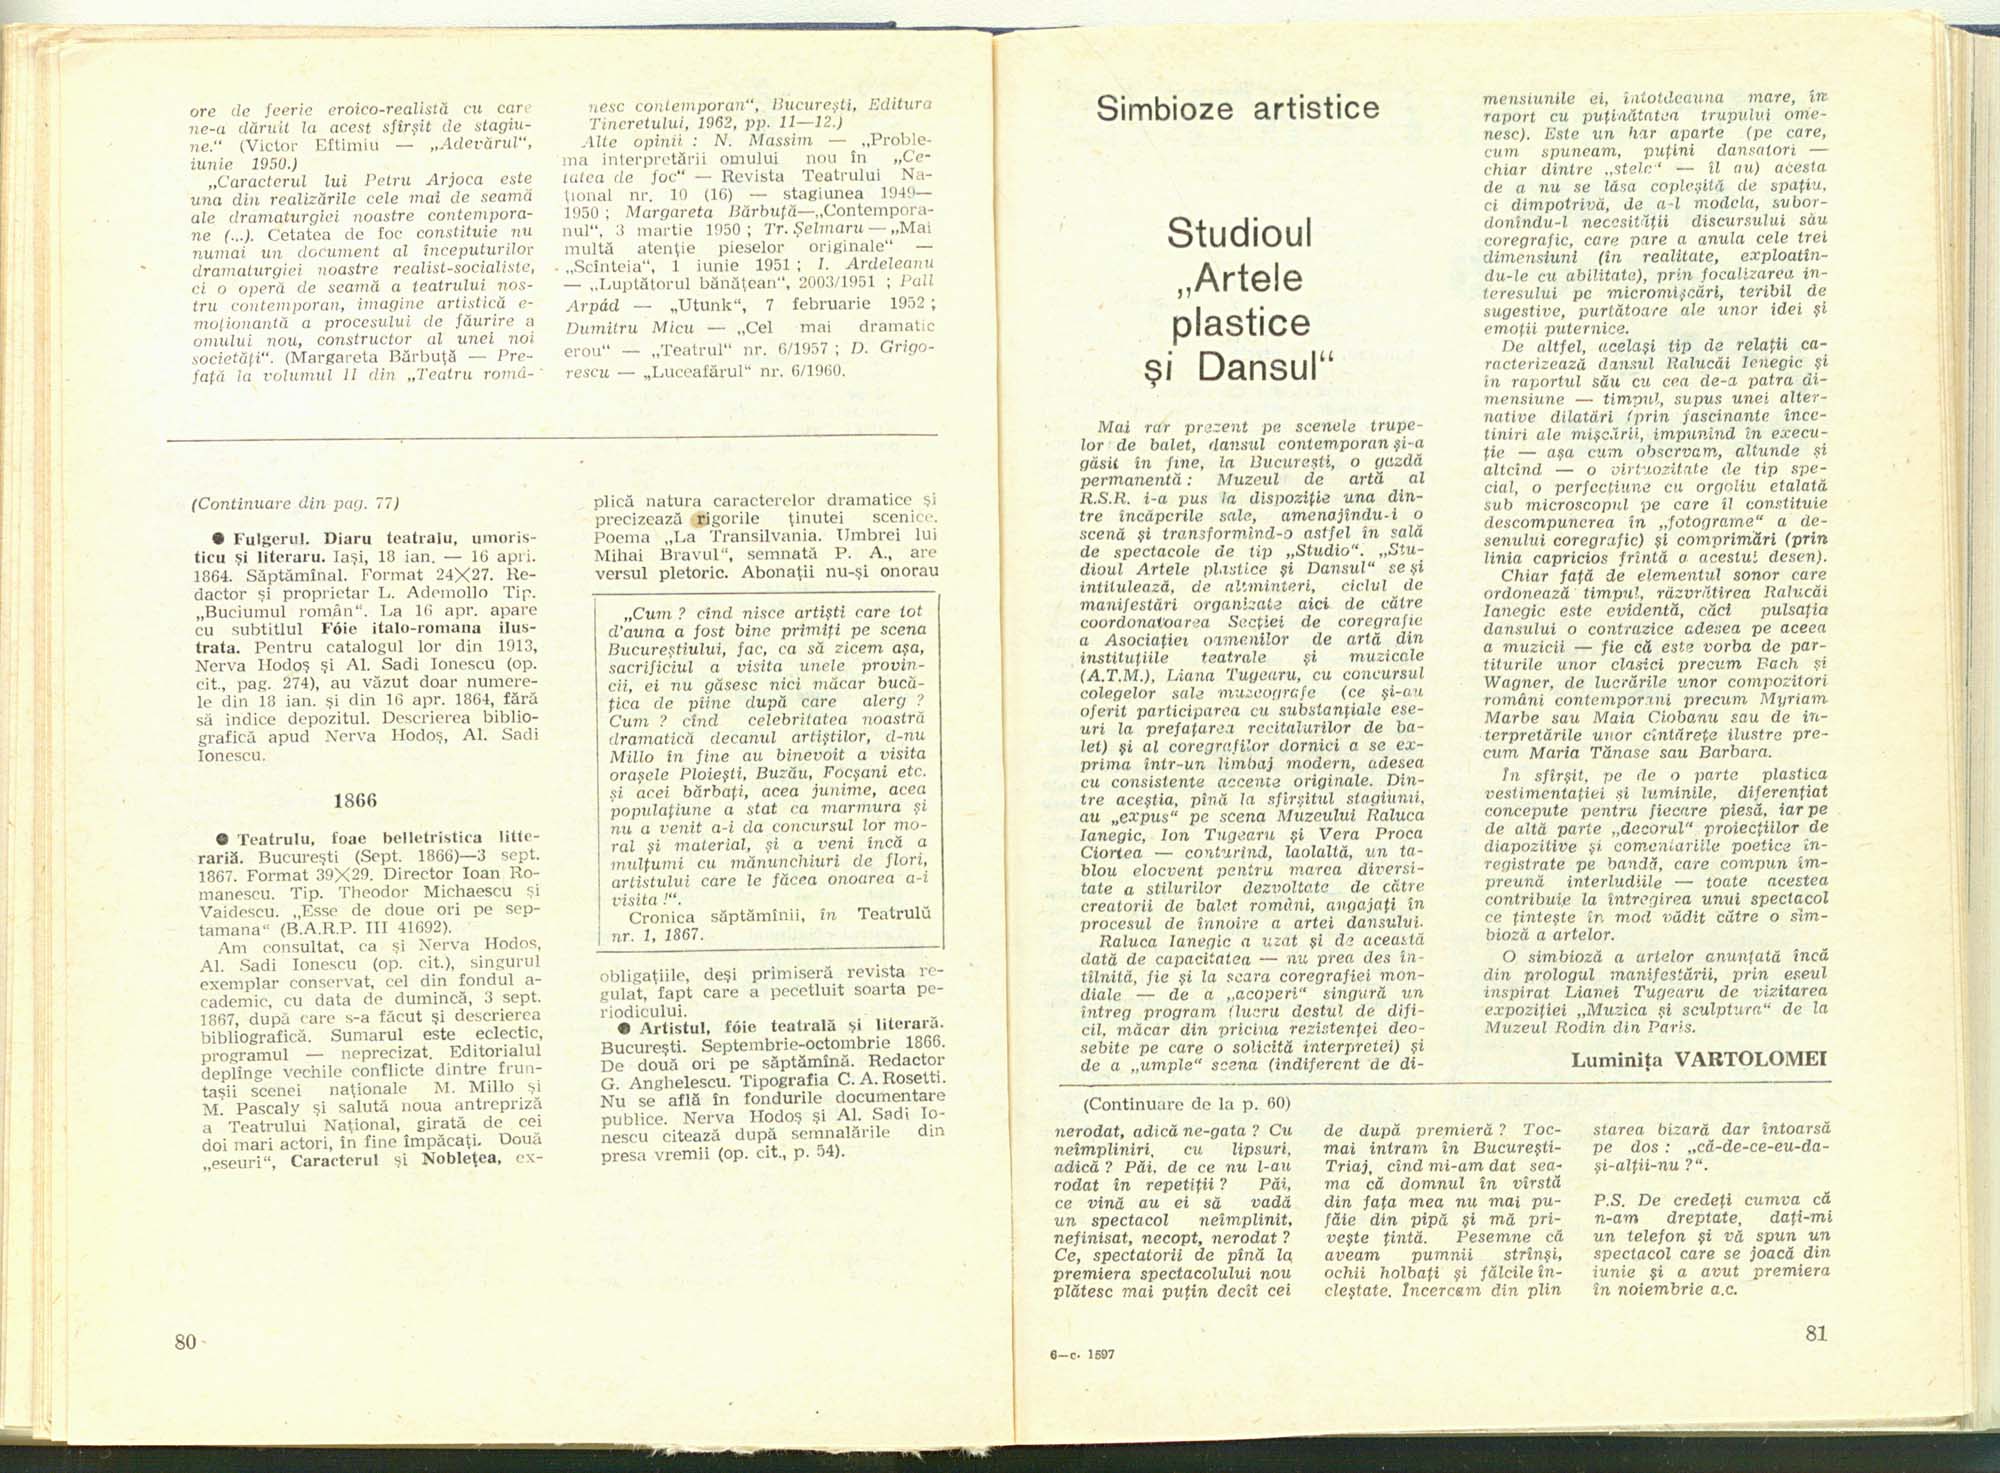 ore de feerie eroico-realistă cu care
ne-a dăruit la acest sfîrşit de stagiu-
ne.“ (Victor Eftimiu — „Adevărul“,
iunie 1950.)
„Caracterul lui Petru Arjoca este
una din realizările cele mai de seamă
ale dramaturgiei noastre contempora-
ne (...). Cetatea de foc constituie nu
numai un document al începuturilor
dramaturgiei noastre realist-socialiste,
ci o operă de seamă a teatrului nos-
tru contemporan, imagine artistică e-
moţionantă a procesului de făurire a
omului nou, constructor al unei noi
societăţi“. (Margareta Bărbuţă — Pre-
faţă la volumul II din „Teatru româ-
nesc contemporan“, Bucureşti, Editura
Tineretului, 1962, pp. 11—12.)
Alte opinii : N. Massim — „Proble-
ma interpretării omului nou în „Ce-
tatea de foc“ — Revista Teatrului Na-
ţional nr. 10 (16) — stagiunea 1949—
1950 ; Margareta Bărbuţă—„Contempora-
nul“, 3 martie 1950 ; Tr. Şelmaru — „Mai
multă atenţie pieselor originale“ —
„Scînteia“, 1 iunie 1951 ; I. Ardeleanu
— „Luptătorul bănăţean“, 2003/1951 ; Pall
Arpád — „Utunk“, 7 februarie 1952 ;
Dumitru Micu — „Cel mai dramatic
erou“ — „Teatrul“ nr. 6/1957 ; D. Grigo-
rescu — „Luceafărul“ nr. 6/1960.
(Continuare din pag. 77)
● Fulgerul. Diaru teatralu, umoris-
ticu şi literaru. Iaşi, 18 ian. — 16 apri.
1864. Săptămînal. Format 24×27. Re-
dactor şi proprietar L. Ademollo Tip.
„Buciumul român“. La 16 apr. apare
cu subtitlul Fóie italo-romana ilus-
trata. Pentru catalogul lor din 1913,
Nerva Hodoş şi Al. Sadi Ionescu (op.
cit., pag. 274), au văzut doar numere-
le din 18 ian. şi din 16 apr. 1864, fără
să indice depozitul. Descrierea biblio-
grafică apud Nerva Hodoş, Al. Sadi
Ionescu.
1866
● Teatrulu, foae belletristica litte-
rariă. Bucureşti (Sept. 1866)—3 sept.
1867. Format 39×29. Director Ioan Ro-
manescu. Tip. Theodor Michaescu şi
Vaidescu. „Esse de doue ori pe sep-
tamana“ (B.A.R.P. III 41692).
Am consultat, ca şi Nerva Hodos,
Al. Sadi Ionescu (op. cit.), singurul
exemplar conservat, cel din fondul a-
cademic, cu data de dumincă, 3 sept.
1867, după care s-a făcut şi descrierea
bibliografică. Sumarul este eclectic,
programul — neprecizat. Editorialul
deplînge vechile conflicte dintre frun-
taşii scenei naţionale M. Millo şi
M. Pascaly şi salută noua antrepriză
a Teatrului Naţional, girată de cei
doi mari actori, în fine împăcaţi. Două
„eseuri“, Caracterul şi Nobleţea, ex-
plică natura caracterelor dramatice şi
precizează rigorile ţinutei scenice.
Poema „La Transilvania. Umbrei lui
Mihai Bravul“, semnată P. A., are
versul pletoric. Abonaţii nu-şi onorau
„Cum ? cînd nisce artişti care tot
d'auna a fost bine primiţi pe scena
Bucureştiului, fac, ca să zicem aşa,
sacrificiul a visita unele provin-
cii, ei nu găsesc nici măcar bucă-
ţica de pîine după care alerg ?
Cum ? cînd celebritatea noastră
dramatică decanul artiştilor, d-nu
Millo în fine au binevoit a visita
oraşele Ploieşti, Buzău, Focşani etc.
şi acei bărbaţi, acea junime, acea
populaţiune a stat ca marmura şi
nu a venit a-i da concursul lor mo-
ral şi material, şi a veni încă a
mulţumi cu mănunchiuri de flori,
artistului care le făcea onoarea a-i
visita !“.
Cronica săptămînii, în Teatrulŭ
nr. 1, 1867.
obligaţiile, deşi primiseră revista re-
gulat, fapt care a pecetluit soarta pe-
riodicului.
● Artistul, fóie teatrală şi literară.
Bucureşti. Septembrie-octombrie 1866.
De două ori pe săptămînă. Redactor
G. Anghelescu. Tipografia C. A. Rosetti.
Nu se află în fondurile documentare
publice. Nerva Hodoş şi Al. Sadi Io-
nescu citează după semnalările din
presa vremii (op. cit., p. 54).
80
Simbioze artistice
Studioul
„Artele
plastice
şi Dansul“
Mai rar prezent pe scenele trupe-
lor de balet, dansul contemporan şi-a
găsit în fine, la Bucureşti, o gazdă
permanentă : Muzeul de artă al
R.S.R. i-a pus la dispoziţie una din-
tre încăperile sale, amenajîndu-i o
scenă şi transformînd-o astfel în sală
de spectacole de tip „Studio“. „Stu-
dioul Artele plastice şi Dansul“ se şi
intitulează, de altminteri, ciclul de
manifestări organizate aici de către
coordonatoarea Secţiei de coregrafie
a Asociaţiei oamenilor de artă din
instituţiile teatrale şi muzicale
(A.T.M.), Liana Tugearu, cu concursul
colegelor sale muzeografe (ce şi-au
oferit participarea cu substanţiale ese-
uri la prefaţarea recitalurilor de ba-
let) şi al coregrafilor dornici a se ex-
prima într-un limbaj modern, adesea
cu consistente accente originale. Din-
tre aceştia, pînă la sfîrşitul stagiunii,
au „expus“ pe scena Muzeului Raluca
Ianegic, Ion Tugearu şi Vera Proca
Ciortea — conturînd, laolaltă, un ta-
blou elocvent pentru marea diversi-
tate a stilurilor dezvoltate de către
creatorii de balet români, angajaţi în
procesul de înnoire a artei dansului.
Raluca Ianegic a uzat şi de această
dată de capacitatea — nu prea des în-
tîlnită, fie şi la scara coregrafiei mon-
diale — de a „acoperi“ singură un
întreg program (lucru destul de difi-
cil, măcar din pricina rezistenţei deo-
sebite pe care o solicită interpretei) şi
de a „umple“ scena (indiferent de di-
mensiunile ei, întotdeauna mare, în
raport cu puţinătatea trupului ome-
nesc). Este un har aparte (pe care,
cum spuneam, puţini dansatori —
chiar dintre „stele“ — îl au) acesta
de a nu se lăsa copleşită de spaţiu,
ci dimpotrivă, de a-l modela, subor-
donîndu-l necesităţii discursului său
coregrafic, care pare a anula cele trei
dimensiuni (în realitate, exploatîn-
du-le cu abilitate), prin focalizarea in-
teresului pe micromişcări, teribil de
sugestive, purtătoare ale unor idei şi
emoţii puternice.
De altfel, acelaşi tip de relaţii ca-
racterizează dansul Ralucăi Ienegic şi
în raportul său cu cea de-a patra di-
mensiune — timpul, supus unei alter-
native dilatări (prin fascinante înce-
tiniri ale mişcării, impunînd în execu-
ţie — aşa cum observam, altunde şi
altcînd — o virtuozitate de tip spe-
cial, o perfecţiune cu orgoliu etalată
sub microscopul pe care îl constituie
descompunerea în „fotograme“ a de-
senului coregrafic) şi comprimări (prin
linia capricios frîntă a acestui desen).
Chiar faţă de elementul sonor care
ordonează timpul, răzvrătirea Ralucăi
Ianegic este evidentă, căci pulsaţia
dansului o contrazice adesea pe aceea
a muzicii — fie că este vorba de par-
titurile unor clasici precum Bach şi
Wagner, de lucrările unor compozitori
români contemporani precum Myriam
Marbe sau Maia Ciobanu sau de in-
terpretările unor cîntăreţe ilustre pre-
cum Maria Tănase sau Barbara.
In sfîrşit, pe de o parte plastica
vestimentaţiei si luminile, diferenţiat
concepute pentru fiecare piesă, iar pe
de altă parte „decorul“ proiecţiilor de
diapozitive şi comentariile poetice în-
registrate pe bandă, care compun îm-
preună interludiile — toate acestea
contribuie la întregirea unui spectacol
ce ţinteşte în mod vădit către o sim-
bioză a artelor.
O simbioză a artelor anunţată încă
din prologul manifestării, prin eseul
inspirat Lianei Tugearu de vizitarea
expoziţiei „Muzica şi sculptura“ de la
Muzeul Rodin din Paris.
Luminiţa VARTOLOMEI
(Continuare de la p. 60)
nerodat, adică ne-gata ? Cu
neîmpliniri, cu lipsuri,
adică ? Păi, de ce nu l-au
rodat în repetiţii ? Păi,
ce vină au ei să vadă
un spectacol neîmplinit,
nefinisat, necopt, nerodat ?
Ce, spectatorii de pînă la
premiera spectacolului nou
plătesc mai puţin decît cei
de după premieră ? Toc-
mai intram în Bucureşti-
Triaj, cînd mi-am dat sea-
ma că domnul în vîrstă
din faţa mea nu mai pu-
făie din pipă şi mă pri-
veşte ţintă. Pesemne că
aveam pumnii strînşi,
ochii holbaţi şi fălcile în-
cleştate. Încercam din plin
starea bizară dar întoarsă
pe dos : „că-de-ce-eu-da-
şi-alţii-nu ?“.
P.S. De credeţi cumva că
n-am dreptate, daţi-mi
un telefon şi vă spun un
spectacol care se joacă din
iunie şi a avut premiera
în noiembrie a.c.
6—c. 1597
81